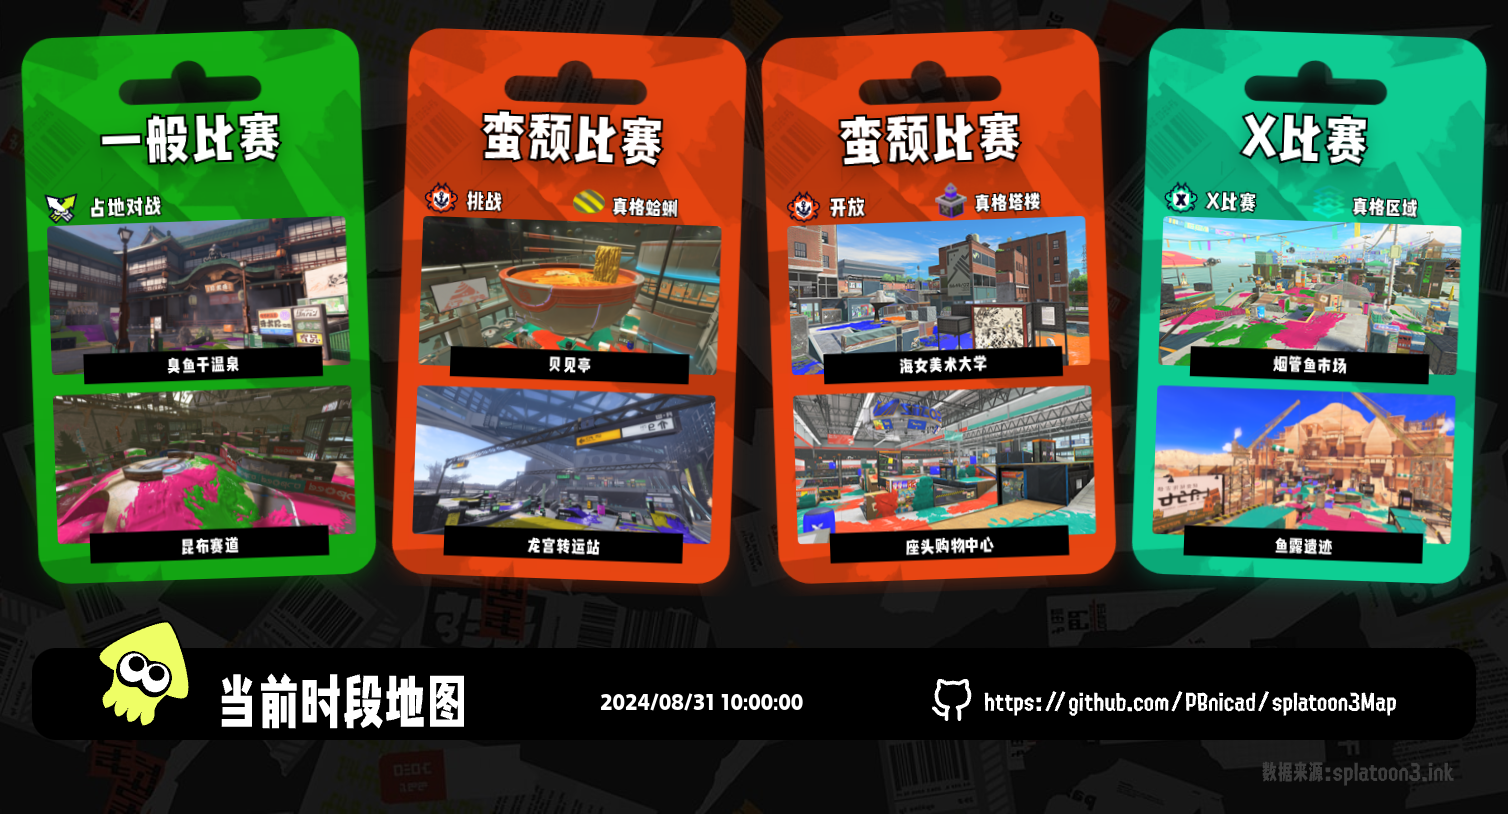 一般比赛
占地对战
臭鱼干温泉
昆布赛道
蛮颓比赛
挑战
真格蛤蜊
贝贝亭
龙宫转运站
蛮颓比赛
开放
真格塔楼
海女美术大学
座头购物中心
X比赛
X比赛
真格区域
烟管鱼市场
鱼露遗迹
当前时段地图
2024/08/31 10:00:00
https://github.com/PBnicad/splatoon3Map
数据来源:splatoon3.ink